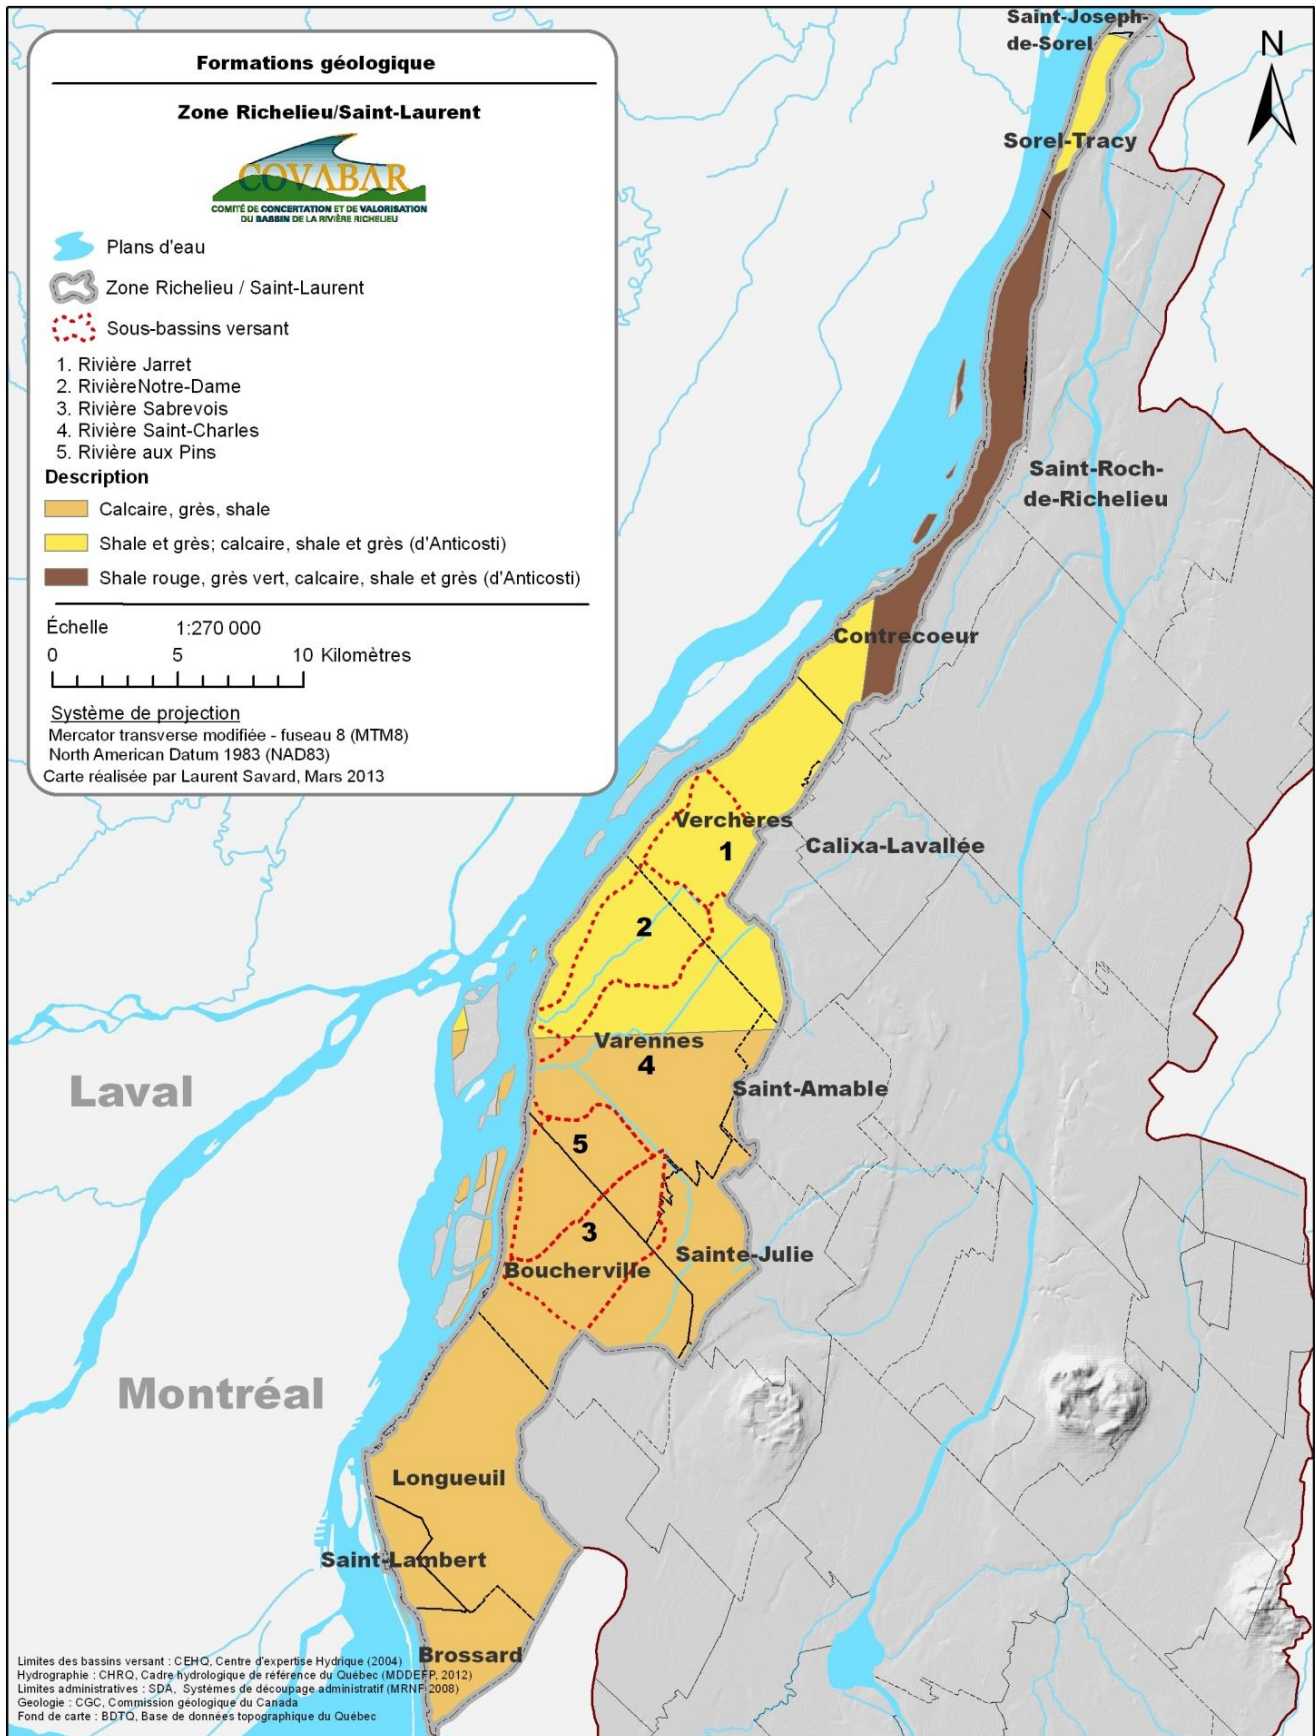 Formations géologique
Zone Richelieu/Saint-Laurent
COVABAR
COMITÉ DE CONCERTATION ET DE VALORISATION
DU BASSIN DE LA RIVIÈRE RICHELIEU
Plans d'eau
Zone Richelieu / Saint-Laurent
Sous-bassins versant
1. Rivière Jarret
2. RivièreNotre-Dame
3. Rivière Sabrevois
4. Rivière Saint-Charles
5. Rivière aux Pins
Description
Calcaire, grès, shale
Shale et grès; calcaire, shale et grès (d'Anticosti)
Shale rouge, grès vert, calcaire, shale et grès (d'Anticosti)
Échelle 1:270 000
0 5 10 Kilomètres
Système de projection
Mercator transverse modifiée - fuseau 8 (MTM8)
North American Datum 1983 (NAD83)
Carte réalisée par Laurent Savard, Mars 2013
N
Saint-Joseph-
de-Sorel
Sorel-Tracy
Saint-Roch-
de-Richelieu
Contrecoeur
Verchères
1
Calixa-Lavallée
2
Varennes
4
Laval
Saint-Amable
5
3
Sainte-Julie
Boucherville
Montréal
Longueuil
Saint-Lambert
Brossard
Limites des bassins versant : CEHQ, Centre d'expertise Hydrique (2004)
Hydrographie : CHRQ, Cadre hydrologique de référence du Québec (MDDEFP, 2012)
Limites administratives : SDA, Systèmes de découpage administratif (MRNF 2008)
Geologie : CGC, Commission géologique du Canada
Fond de carte : BDTQ, Base de données topographique du Québec